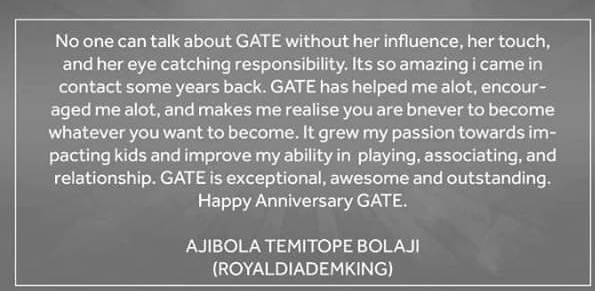 No one can talk about GATE without her influence, her touch,
and her eye catching responsibility. Its so amazing i came in
contact some years back. GATE has helped me alot, encour-
aged me alot, and makes me realise you are bnever to become
whatever you want to become. It grew my passion towards im-
pacting kids and improve my ability in playing, associating, and
relationship. GATE is exceptional, awesome and outstanding.
Happy Anniversary GATE.
AJIBOLA TEMITOPE BOLAJI
(ROYALDIADEMKING)